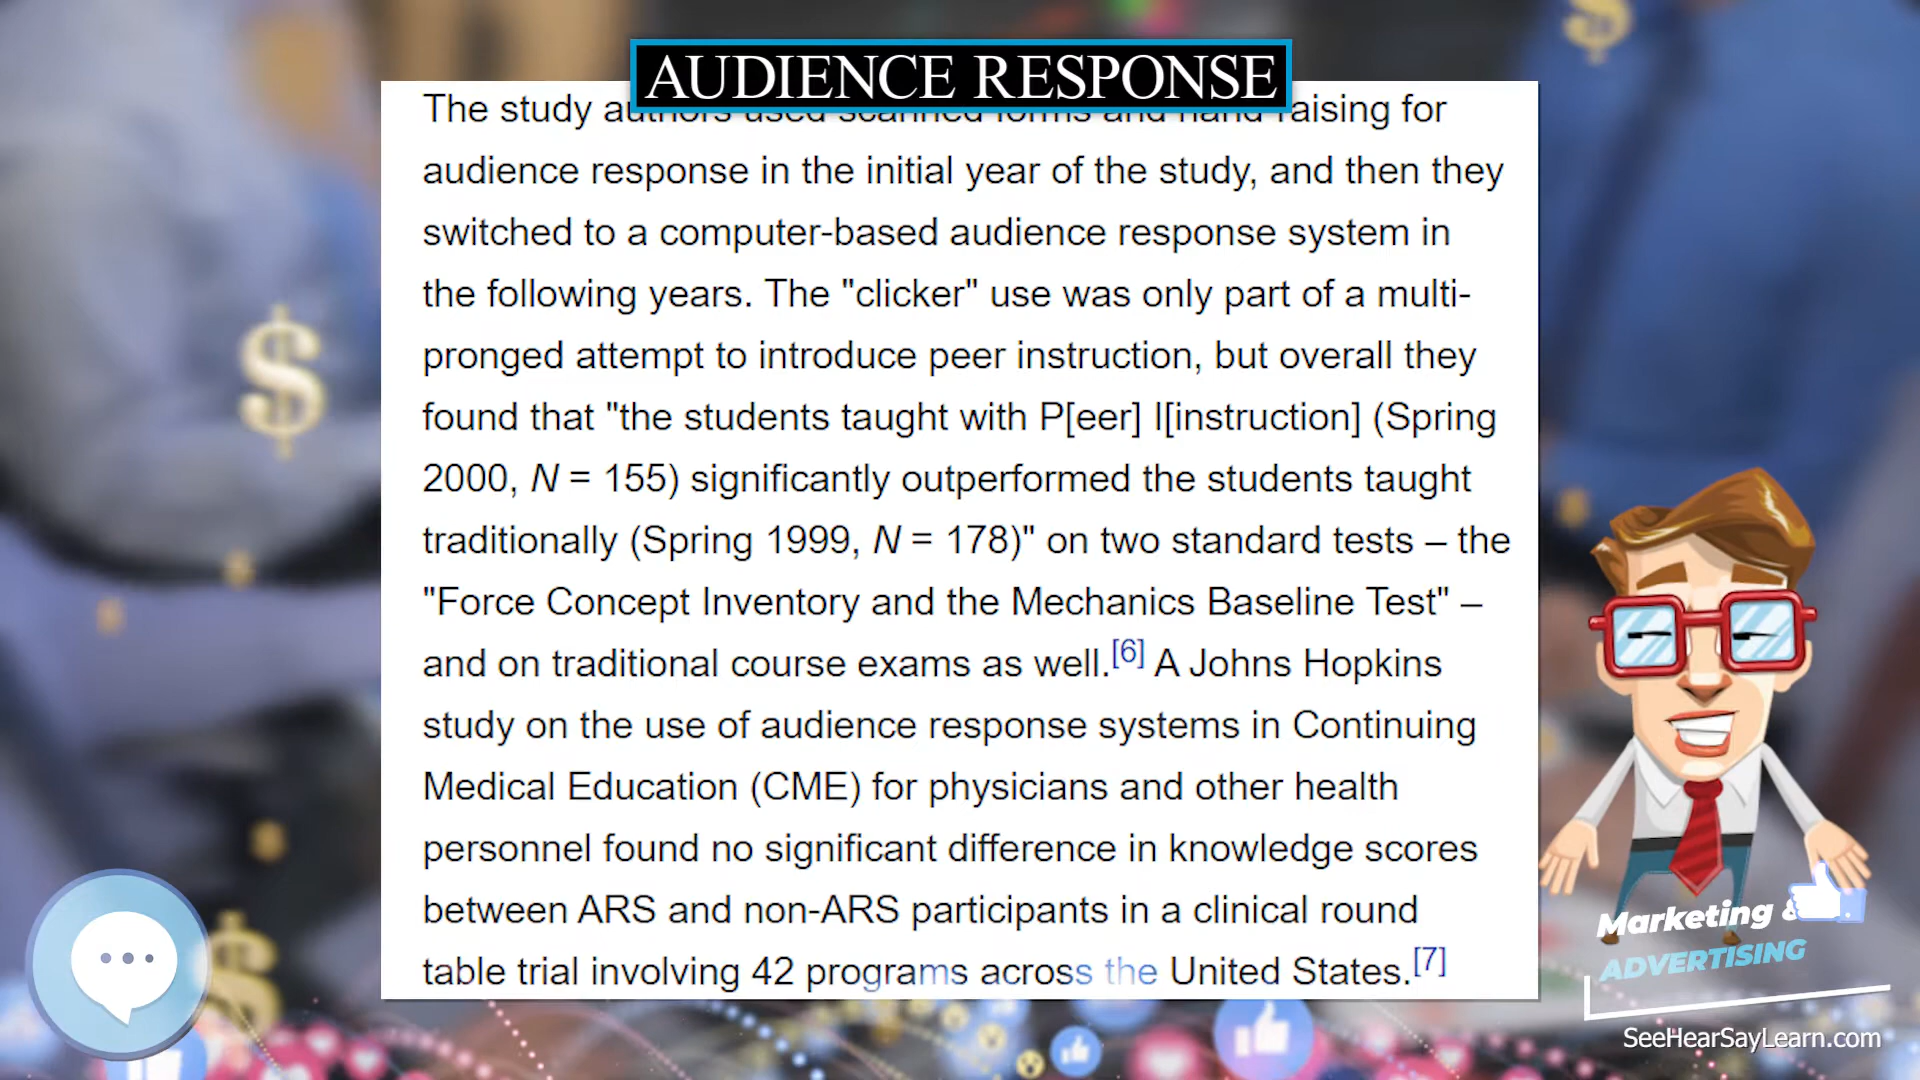 AUDIENCE RESPONSE
The study authors used scanned forms and hand raising for
audience response in the initial year of the study, and then they
switched to a computer-based audience response system in
the following years. The "clicker" use was only part of a multi-
pronged attempt to introduce peer instruction, but overall they
found that "the students taught with P[eer] I[instruction] (Spring
2000, N = 155) significantly outperformed the students taught
traditionally (Spring 1999, N = 178)" on two standard tests – the
"Force Concept Inventory and the Mechanics Baseline Test" –
and on traditional course exams as well.[6] A Johns Hopkins
study on the use of audience response systems in Continuing
Medical Education (CME) for physicians and other health
personnel found no significant difference in knowledge scores
between ARS and non-ARS participants in a clinical round
table trial involving 42 programs across the United States.[7]
Marketing &
ADVERTISING
SeeHearSayLearn.com